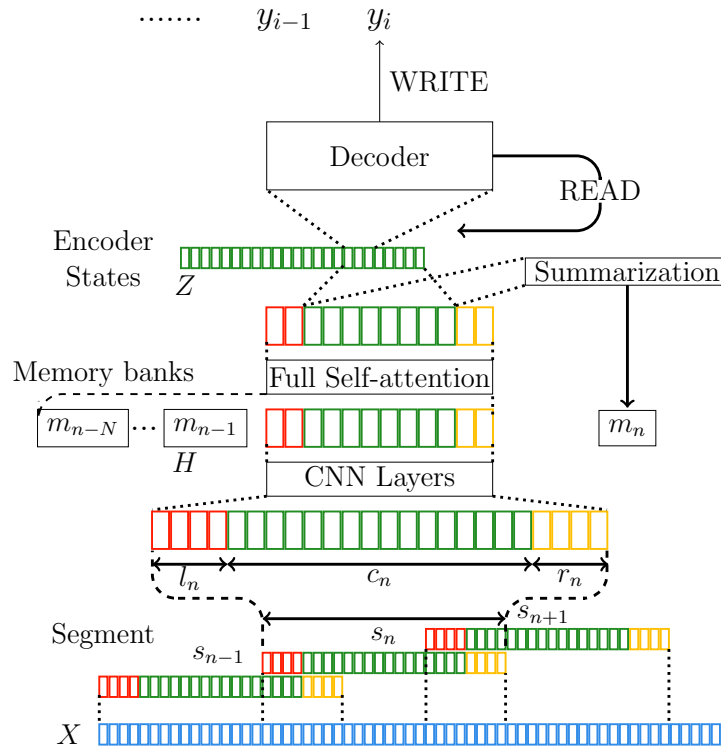 ....... y_{i-1} y_i
WRITE
Decoder
READ
Encoder
States
Z
Summarization
Memory banks
Full Self-attention
m_{n-N} ... m_{n-1}
m_n
H
CNN Layers
l_n c_n r_n
Segment
s_{n-1} s_n s_{n+1}
X